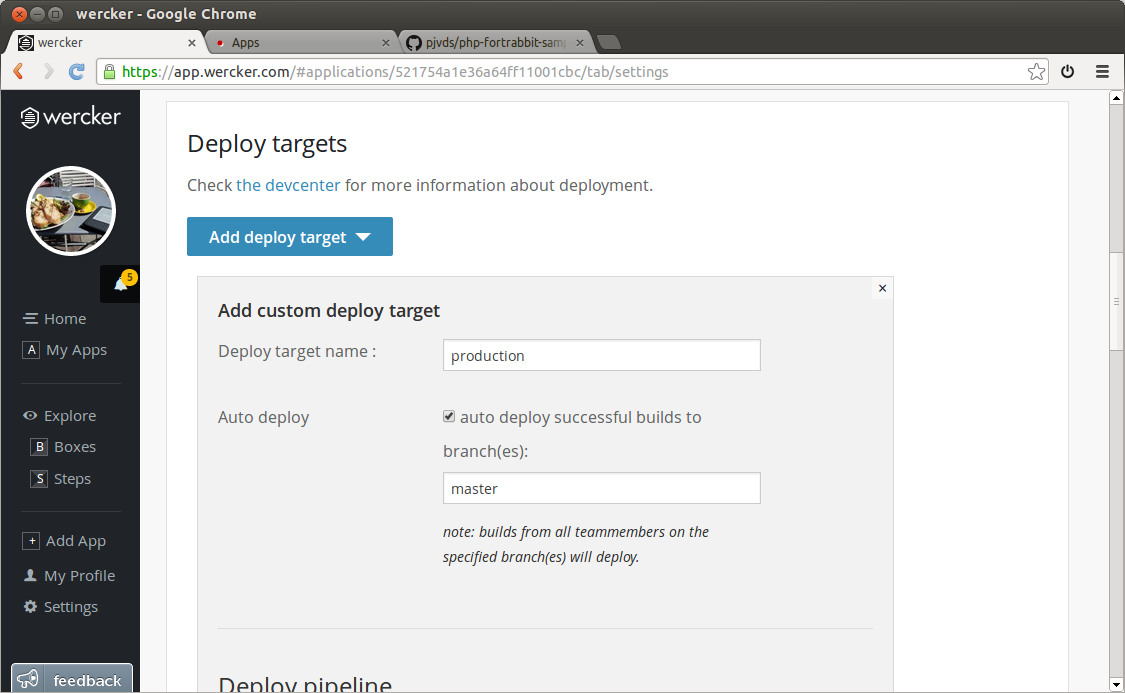 wercker - Google Chrome
wercker
Apps
pjvds/php-fortrabbit-sam
https://app.wercker.com/#applications/521754a1e36a64ff11001cbc/tab/settings
wercker
5
Home
A My Apps
Explore
B Boxes
S Steps
+ Add App
My Profile
Settings
feedback
Deploy targets
Check the devcenter for more information about deployment.
Add deploy target
Add custom deploy target
Deploy target name :
production
Auto deploy
auto deploy successful builds to
branch(es):
master
note: builds from all teammembers on the
specified branch(es) will deploy.
Deploy pipeline